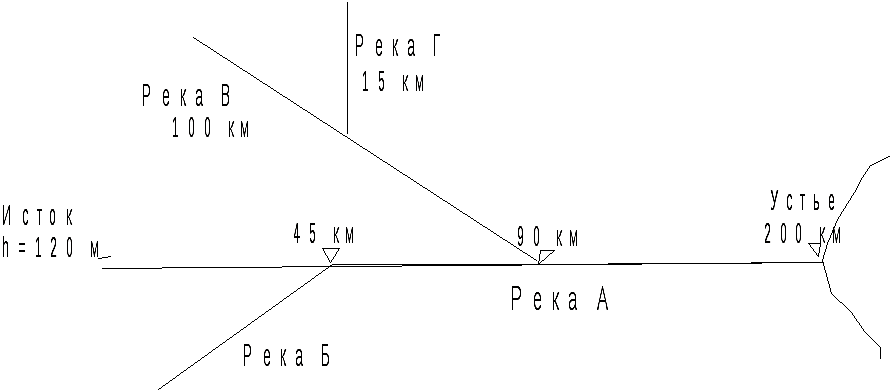 Река Г
15 км
Река В
100 км
Исток
h=120 м
45 км
90 км
Устье
200 км
Река А
Река Б